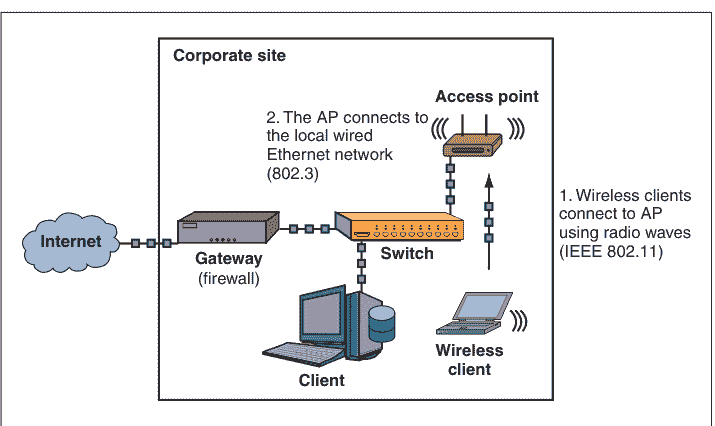 Corporate site
Access point
2. The AP connects to
the local wired
Ethernet network
(802.3)
1. Wireless clients
connect to AP
using radio waves
(IEEE 802.11)
Internet
Gateway
(firewall)
Switch
Client
Wireless
client